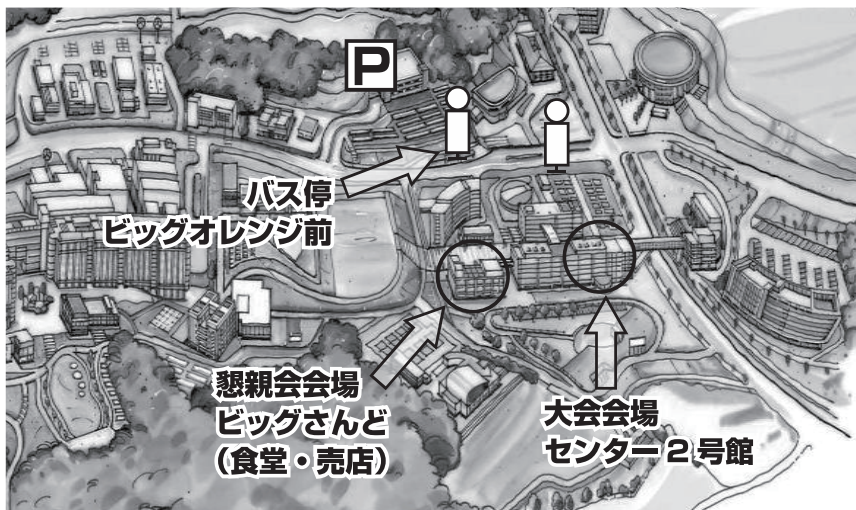 P
バス停
ビッグオレンジ前
懇親会会場
ビッグさんど
（食堂・売店）
大会会場
センター2号館